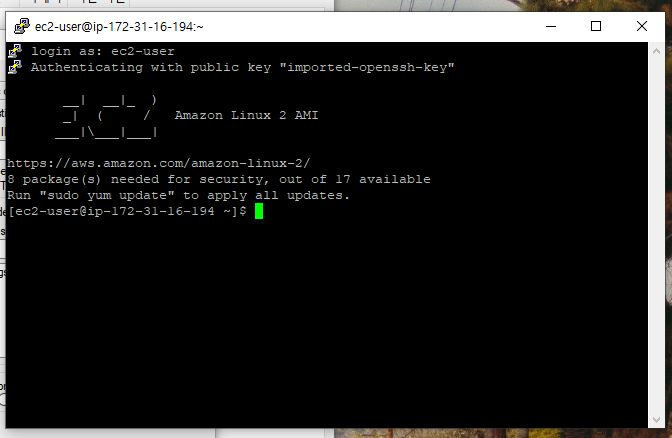 ec2-user@ip-172-31-16-194:~
login as: ec2-user
Authenticating with public key "imported-openssh-key"
       __|  __|_  )
       _|  (     /   Amazon Linux 2 AMI
      ___|\___|___|
https://aws.amazon.com/amazon-linux-2/
8 package(s) needed for security, out of 17 available
Run "sudo yum update" to apply all updates.
[ec2-user@ip-172-31-16-194 ~]$